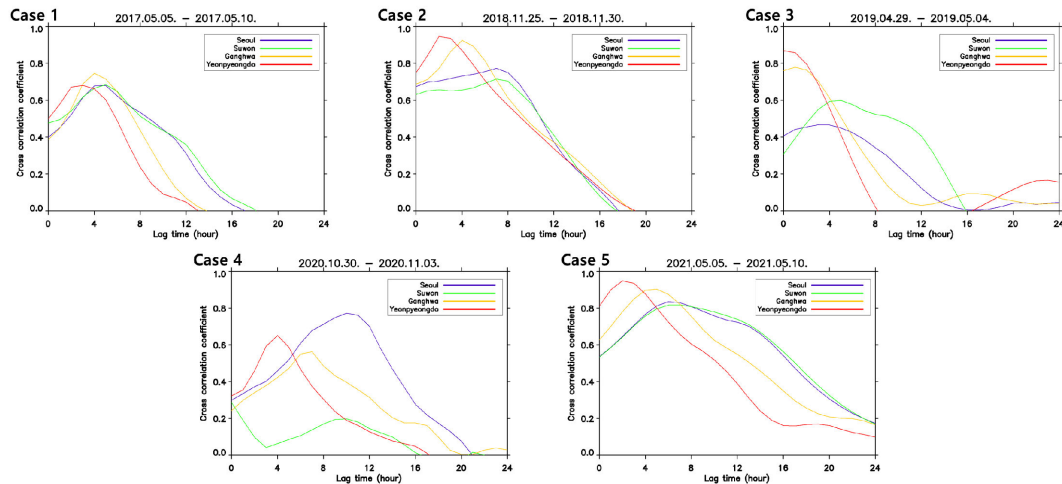 Case 1
2017.05.05. − 2017.05.10.
1.0
0.8
0.6
0.4
0.2
0.0
Cross correlation coefficient
Seoul
Suwon
Ganghwa
Yeonpyeongdo
0 4 8 12 16 20 24
Lag time (hour)
Case 2
2018.11.25. − 2018.11.30.
1.0
0.8
0.6
0.4
0.2
0.0
Cross correlation coefficient
Seoul
Suwon
Ganghwa
Yeonpyeongdo
0 4 8 12 16 20 24
Lag time (hour)
Case 3
2019.04.29. − 2019.05.04.
1.0
0.8
0.6
0.4
0.2
0.0
Cross correlation coefficient
Seoul
Suwon
Ganghwa
Yeonpyeongdo
0 4 8 12 16 20 24
Lag time (hour)
Case 4
2020.10.30. − 2020.11.03.
1.0
0.8
0.6
0.4
0.2
0.0
Cross correlation coefficient
Seoul
Suwon
Ganghwa
Yeonpyeongdo
0 4 8 12 16 20 24
Lag time (hour)
Case 5
2021.05.05. − 2021.05.10.
1.0
0.8
0.6
0.4
0.2
0.0
Cross correlation coefficient
Seoul
Suwon
Ganghwa
Yeonpyeongdo
0 4 8 12 16 20 24
Lag time (hour)